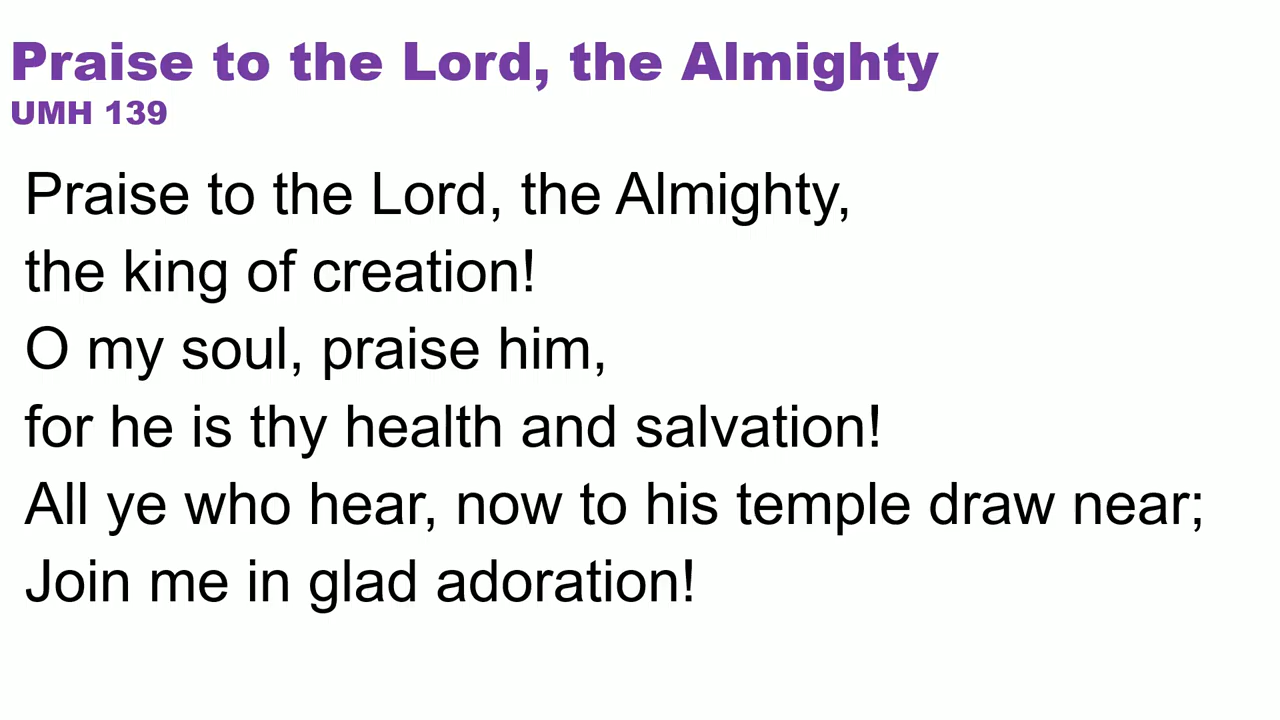 Praise to the Lord, the Almighty
UMH 139
Praise to the Lord, the Almighty,
the king of creation!
O my soul, praise him,
for he is thy health and salvation!
All ye who hear, now to his temple draw near;
Join me in glad adoration!